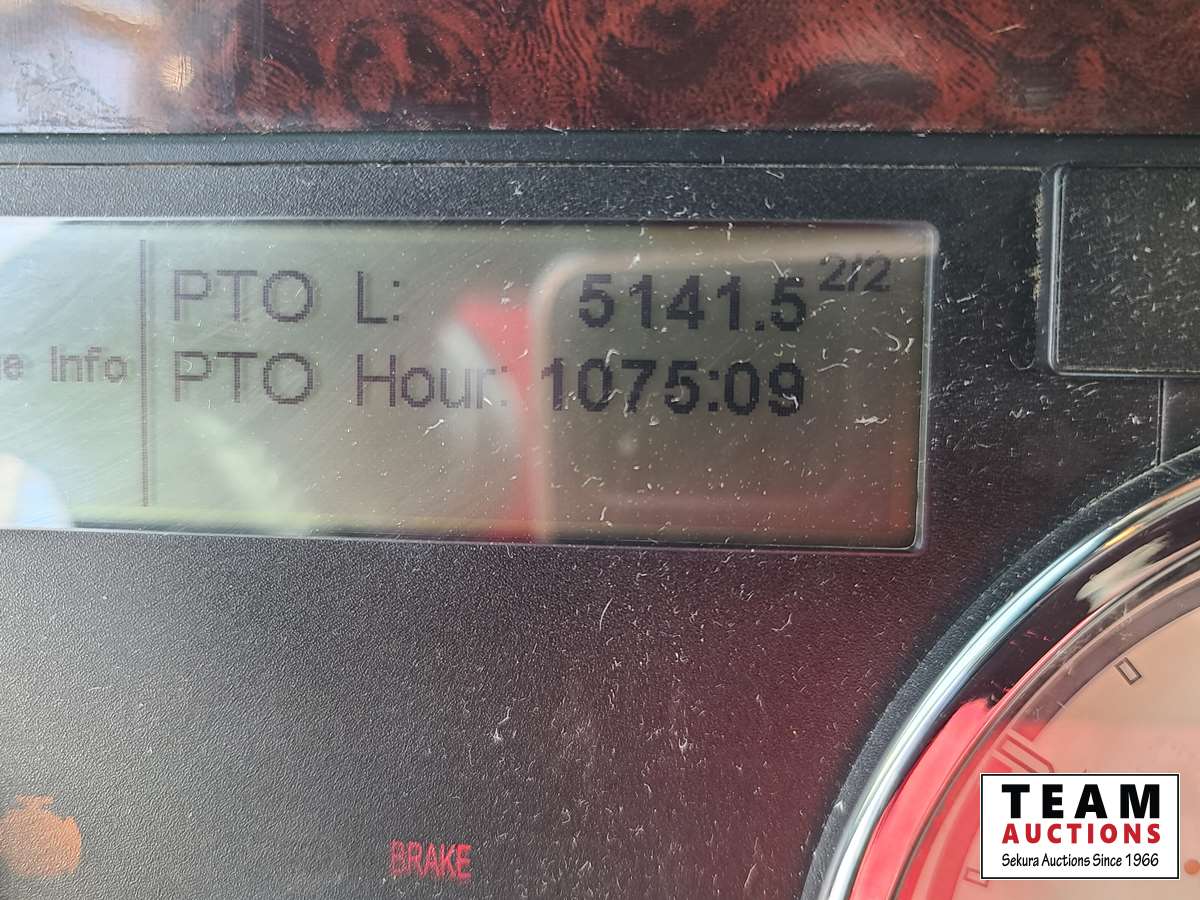 2/2
PTO L: 5141.5
Info
PTO Hour: 1075:09
BRAKE
TEAM
AUCTIONS
Sekura Auctions Since 1966